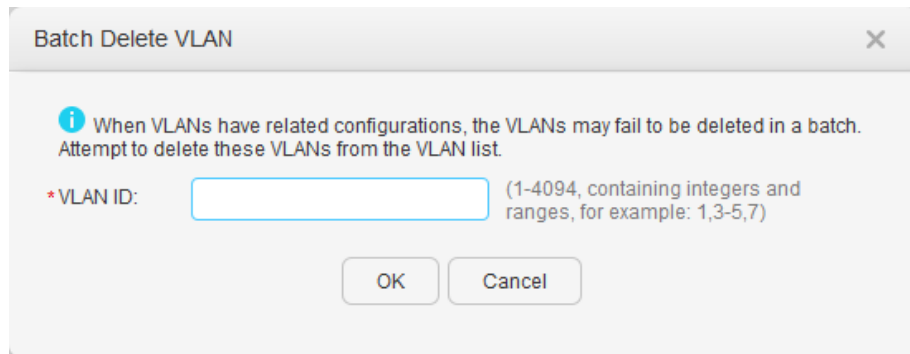 Batch Delete VLAN
When VLANs have related configurations, the VLANs may fail to be deleted in a batch.
Attempt to delete these VLANs from the VLAN list.
* VLAN ID:
(1-4094, containing integers and
ranges, for example: 1,3-5,7)
OK
Cancel